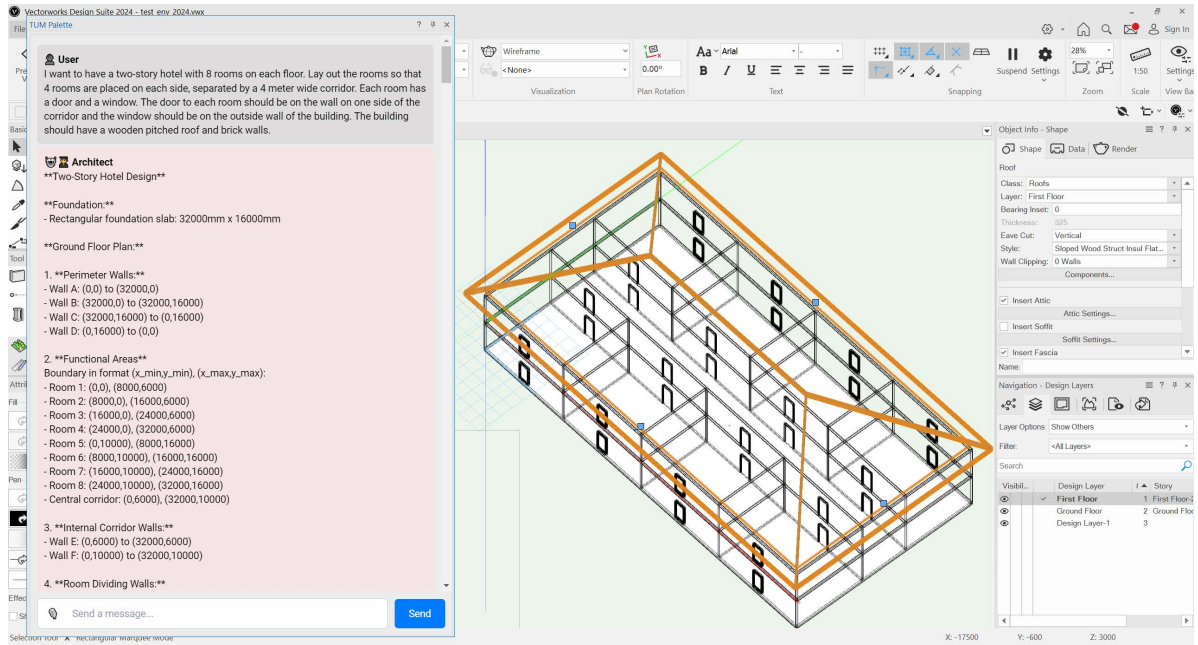 Vectorworks Design Suite 2024 - test_env_2024.vwx
File
TUM Palette
User
I want to have a two-story hotel with 8 rooms on each floor. Lay out the rooms so that
4 rooms are placed on each side, separated by a 4 meter wide corridor. Each room has
a door and a window. The door to each room should be on the wall on one side of the
corridor and the window should be on the outside wall of the building. The building
should have a wooden pitched roof and brick walls.
Architect
**Two-Story Hotel Design**
**Foundation:**
- Rectangular foundation slab: 32000mm x 16000mm
**Ground Floor Plan:**
1. **Perimeter Walls:**
- Wall A: (0,0) to (32000,0)
- Wall B: (32000,0) to (32000,16000)
- Wall C: (32000,16000) to (0,16000)
- Wall D: (0,16000) to (0,0)
2. **Functional Areas**
Boundary in format (x_min,y_min), (x_max,y_max):
- Room 1: (0,0), (8000,6000)
- Room 2: (8000,0), (16000,6000)
- Room 3: (16000,0), (24000,6000)
- Room 4: (24000,0), (32000,6000)
- Room 5: (0,10000), (8000,16000)
- Room 6: (8000,10000), (16000,16000)
- Room 7: (16000,10000), (24000,16000)
- Room 8: (24000,10000), (32000,16000)
- Central corridor: (0,6000), (32000,10000)
3. **Internal Corridor Walls:**
- Wall E: (0,6000) to (32000,6000)
- Wall F: (0,10000) to (32000,10000)
4. **Room Dividing Walls:**
Send a message...
Send
Basic
Tool
Attri
Fill
Pen
Effec
Selection Tool Rectangular Marquee Mode
Sign In
Wireframe
<None>
Visualization
0.00°
Plan Rotation
Aa Arial
B I U
Text
Snapping
Suspend Settings
28%
Zoom
1:50
Scale
Settings
View Ba
Object Info - Shape
Shape Data Render
Roof
Class: Roofs
Layer: First Floor
Bearing Inset: 0
Thickness: 325
Eave Cut: Vertical
Style: Sloped Wood Struct Insul Flat...
Wall Clipping: 0 Walls
Components...
Insert Attic
Attic Settings...
Insert Soffit
Soffit Settings...
Insert Fascia
Name:
Navigation - Design Layers
Layer Options: Show Others
Filter: <All Layers>
Search
Visibil... Design Layer Story
First Floor 1 First Floor-2
Ground Floor 2 Ground Floo
Design Layer-1 3
X: -17500 Y: -600 Z: 3000